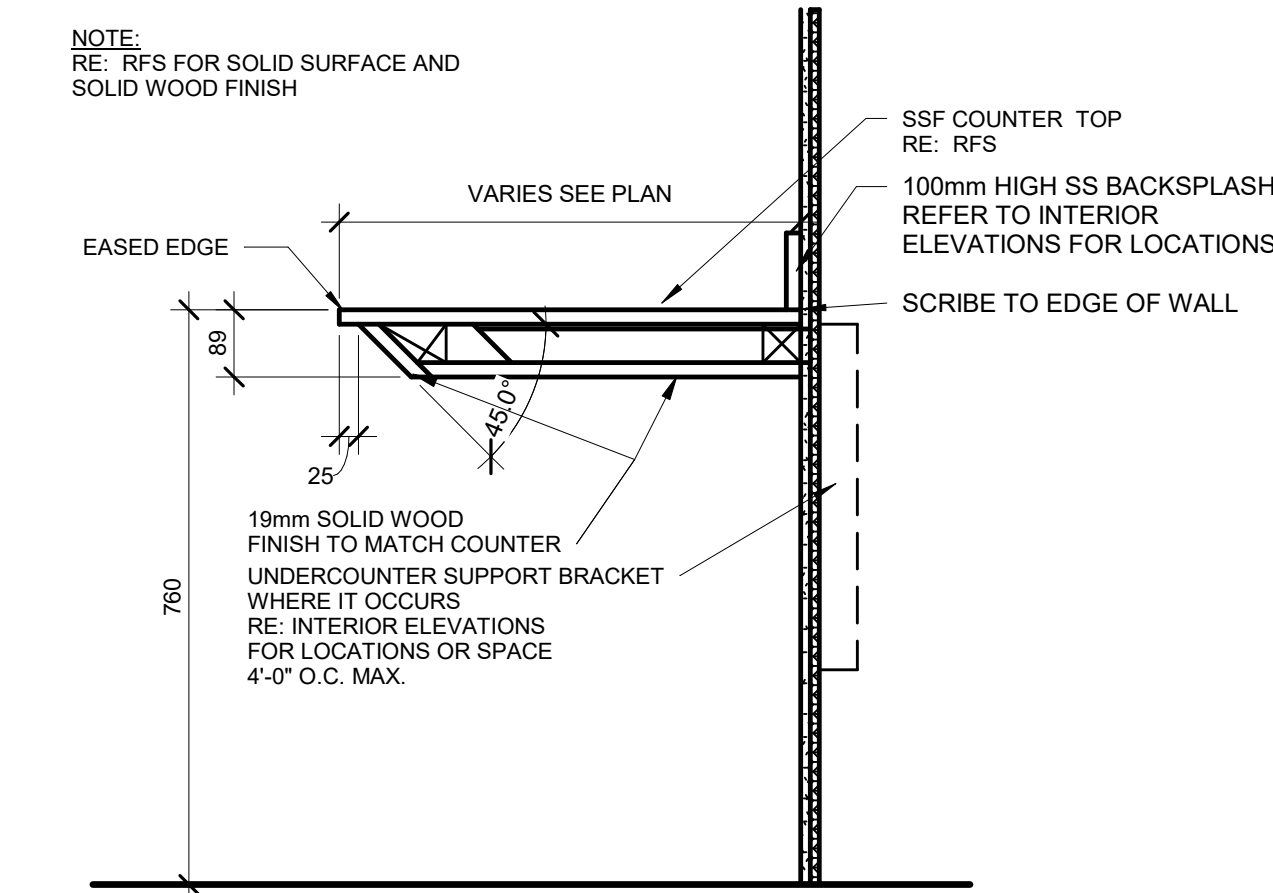 NOTE:
RE: RFS FOR SOLID SURFACE AND
SOLID WOOD FINISH
SSF COUNTER TOP
RE: RFS
100mm HIGH SS BACKSPLASH
REFER TO INTERIOR
ELEVATIONS FOR LOCATIONS
VARIES SEE PLAN
EASED EDGE
SCRIBE TO EDGE OF WALL
89
45.0°
25
19mm SOLID WOOD
FINISH TO MATCH COUNTER
UNDERCOUNTER SUPPORT BRACKET
WHERE IT OCCURS
RE: INTERIOR ELEVATIONS
FOR LOCATIONS OR SPACE
4'-0" O.C. MAX.
760